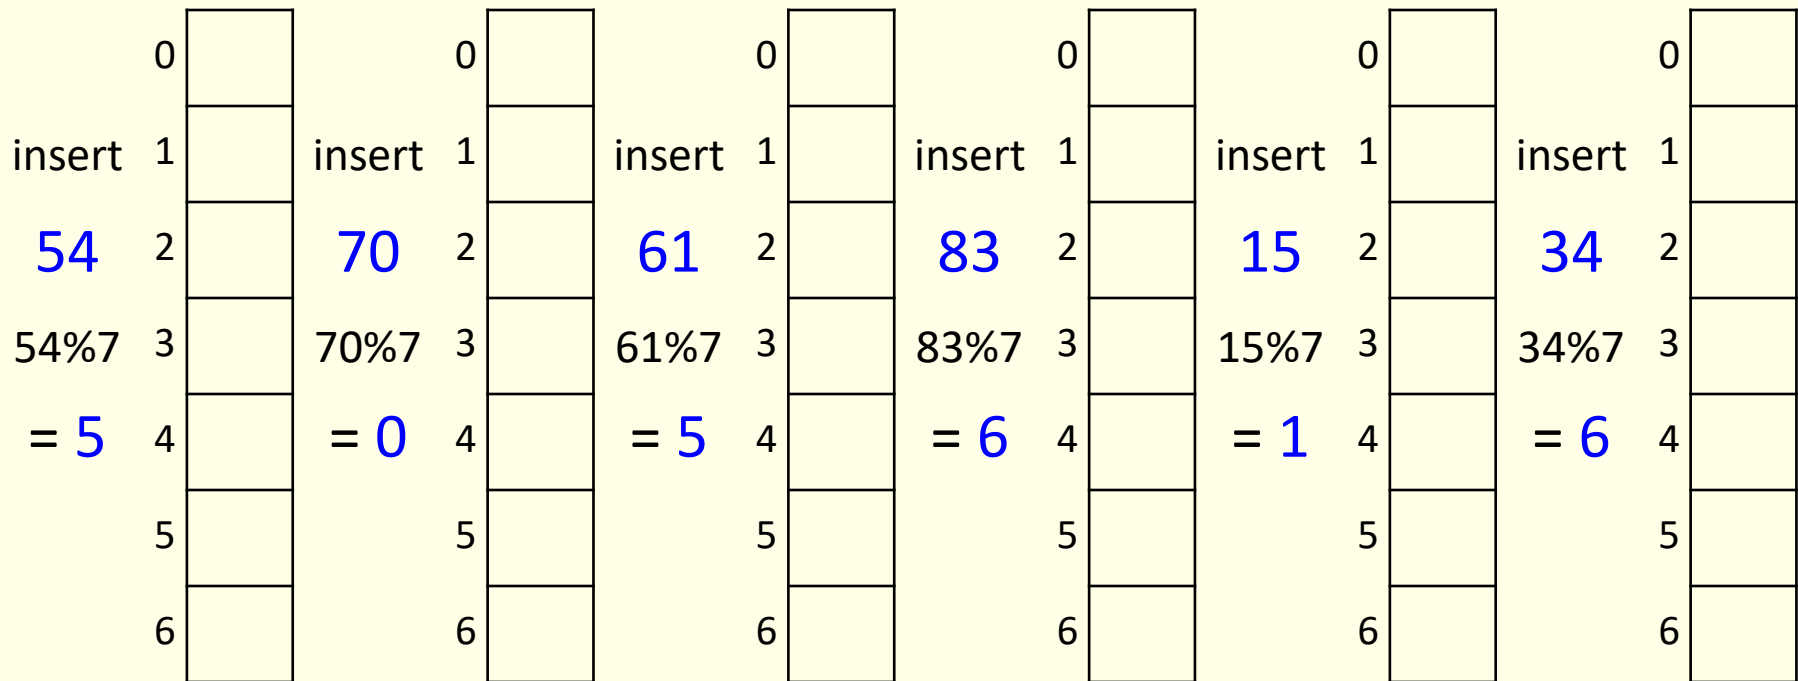 0 0 0 0 0 0
insert 1 insert 1 insert 1 insert 1 insert 1 insert 1
54 2 70 2 61 2 83 2 15 2 34 2
54%7 3 70%7 3 61%7 3 83%7 3 15%7 3 34%7 3
= 5 4 = 0 4 = 5 4 = 6 4 = 1 4 = 6 4
5 5 5 5 5 5
6 6 6 6 6 6